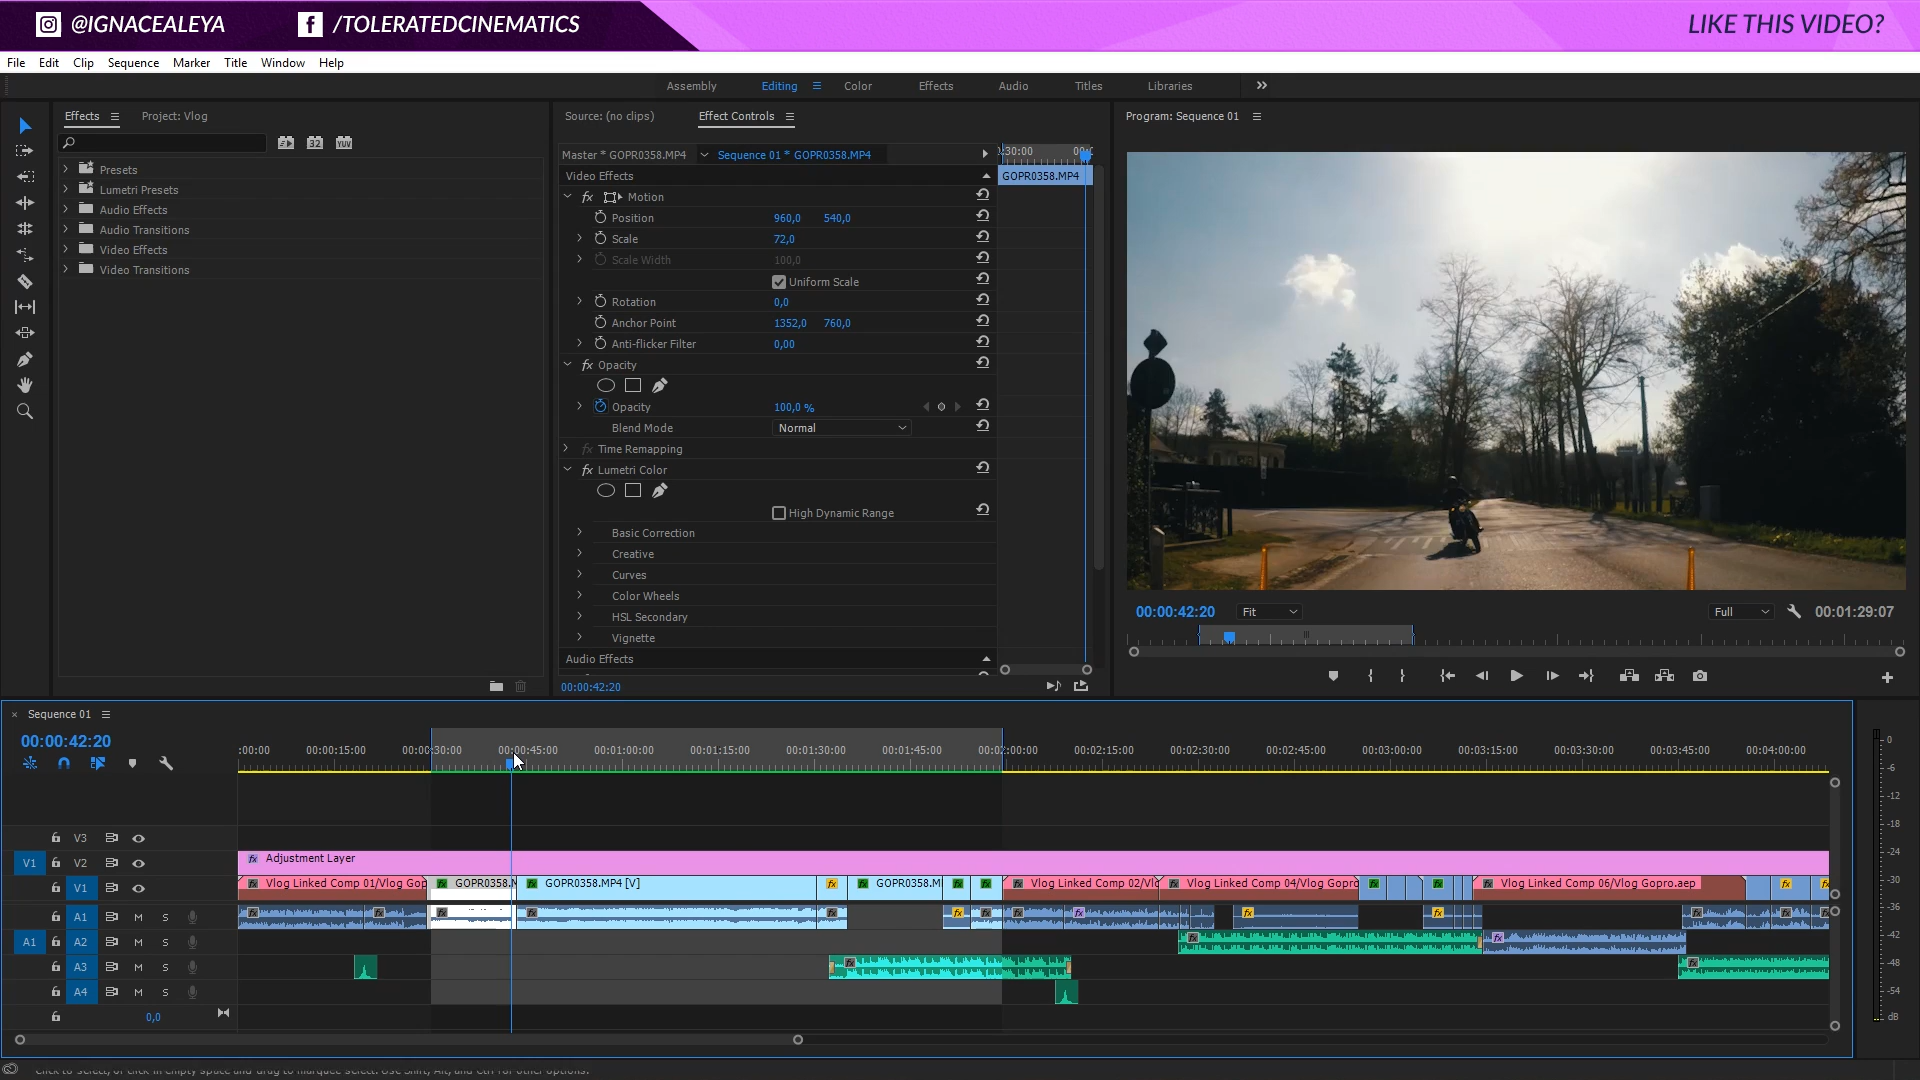 @IGNACEALEYA /TOLERATEDCINEMATICS LIKE THIS VIDEO?
File Edit Clip Sequence Marker Title Window Help
Assembly Editing Color Effects Audio Titles Libraries
Effects Project: Vlog
32 YUV
Presets
Lumetri Presets
Audio Effects
Audio Transitions
Video Effects
Video Transitions
Source: (no clips) Effect Controls
Master * GOPR0358.MP4 Sequence 01 * GOPR0358.MP4
Video Effects GOPR0358.MP4
fx Motion
Position 960,0 540,0
Scale 72,0
Scale Width 100,0
Uniform Scale
Rotation 0,0
Anchor Point 1352,0 760,0
Anti-flicker Filter 0,00
fx Opacity
Opacity 100,0 %
Blend Mode Normal
fx Time Remapping
fx Lumetri Color
High Dynamic Range
Basic Correction
Creative
Curves
Color Wheels
HSL Secondary
Vignette
Audio Effects
00:00:42:20
Program: Sequence 01
00:00:42:20 Fit Full 00:01:29:07
Sequence 01
00:00:42:20
:00:00 00:00:15:00 00:00:30:00 00:00:45:00 00:01:00:00 00:01:15:00 00:01:30:00 00:01:45:00 00:02:00:00 00:02:15:00 00:02:30:00 00:02:45:00 00:03:00:00 00:03:15:00 00:03:30:00 00:03:45:00 00:04:00:00
V3
V1 V2 fx Adjustment Layer
V1 Vlog Linked Comp 01/Vlog Gop GOPR0358.M GOPR0358.MP4 [V] GOPR0358.M Vlog Linked Comp 02/Vl Vlog Linked Comp 04/Vlog Gopro Vlog Linked Comp 06/Vlog Gopro.aep
A1 M S
A1 A2 M S
A3 M S
A4 M S
0,0
0
-6
-12
-18
-24
-30
-36
-42
-48
-54
dB
Click to select, or click in empty space and drag to marquee select. Use Shift, Alt, and Ctrl for other options.